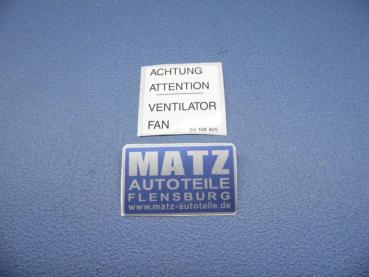 ACHTUNG
ATTENTION
VENTILATOR
FAN
MATZ
AUTOTEILE
FLENSBURG
www.matz-autoteile.de